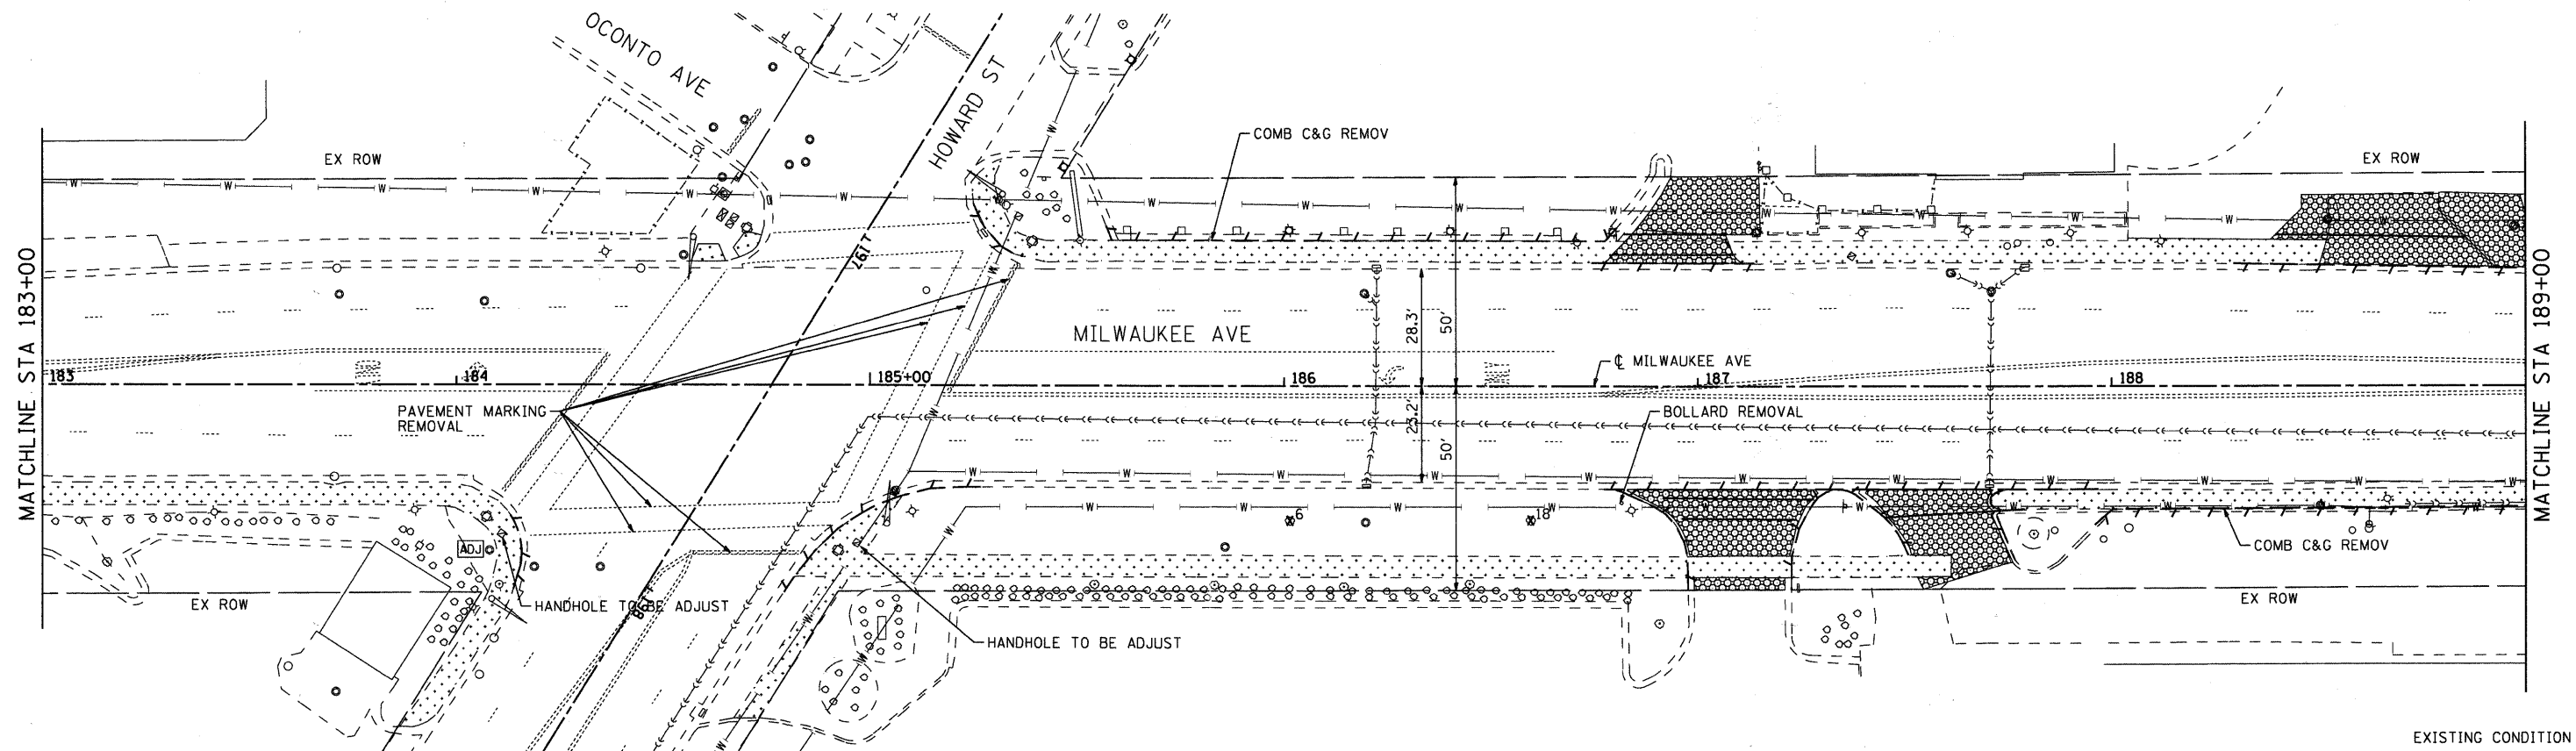 OCONTO AVE
HOWARD ST
COMB C&G REMOV
EX ROW
EX ROW
MATCHLINE STA 183+00
MATCHLINE STA 189+00
197
MILWAUKEE AVE
28.3'
50'
℄ MILWAUKEE AVE
183
184
185+00
186
187
188
PAVEMENT MARKING
REMOVAL
23.2'
50'
BOLLARD REMOVAL
6
18
ADJ
COMB C&G REMOV
EX ROW
HANDHOLE TO BE ADJUST
HANDHOLE TO BE ADJUST
EX ROW
EXISTING CONDITION